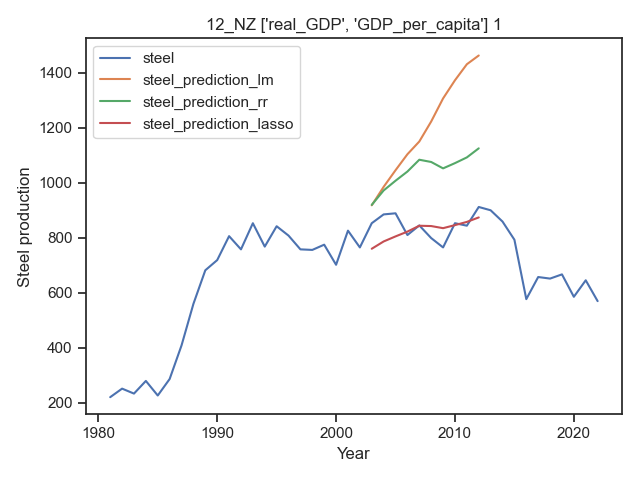 12_NZ ['real_GDP', 'GDP_per_capita'] 1
steel
steel_prediction_lm
steel_prediction_rr
steel_prediction_lasso
Steel production
1400
1200
1000
800
600
400
200
1980
1990
2000
2010
2020
Year